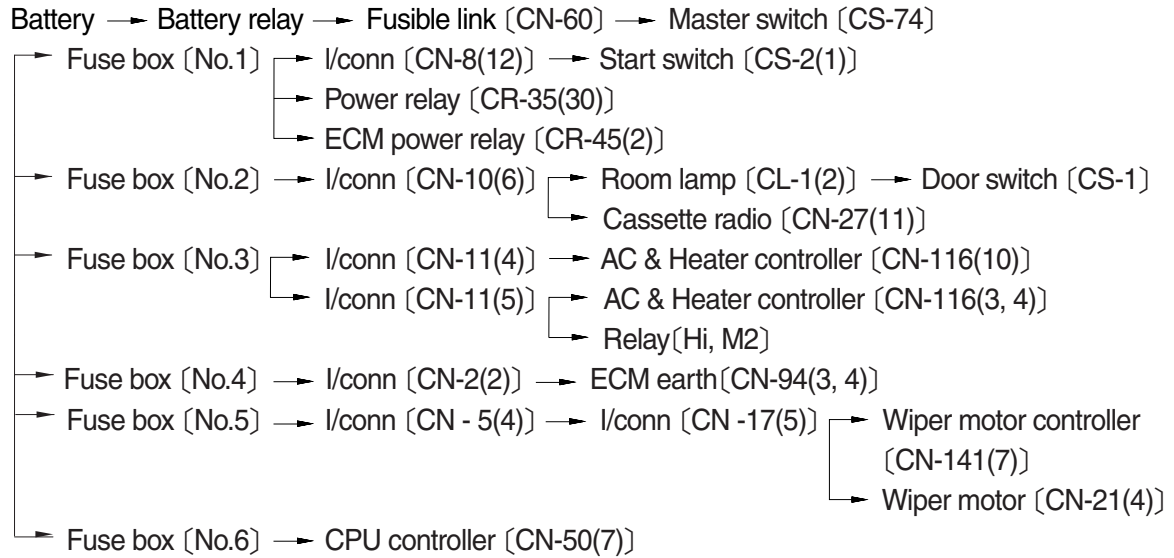 Battery → Battery relay → Fusible link 〔CN-60〕 → Master switch 〔CS-74〕
Fuse box 〔No.1〕 → I/conn 〔CN-8(12)〕 → Start switch 〔CS-2(1)〕
→ Power relay 〔CR-35(30)〕
→ ECM power relay 〔CR-45(2)〕
Fuse box 〔No.2〕 → I/conn 〔CN-10(6)〕 → Room lamp 〔CL-1(2)〕 → Door switch 〔CS-1〕
→ Cassette radio 〔CN-27(11)〕
Fuse box 〔No.3〕 → I/conn 〔CN-11(4)〕 → AC & Heater controller 〔CN-116(10)〕
→ I/conn 〔CN-11(5)〕 → AC & Heater controller 〔CN-116(3, 4)〕
→ Relay〔Hi, M2〕
Fuse box 〔No.4〕 → I/conn 〔CN-2(2)〕 → ECM earth〔CN-94(3, 4)〕
Fuse box 〔No.5〕 → I/conn 〔CN - 5(4)〕 → I/conn 〔CN -17(5)〕 → Wiper motor controller
〔CN-141(7)〕
→ Wiper motor 〔CN-21(4)〕
Fuse box 〔No.6〕 → CPU controller 〔CN-50(7)〕